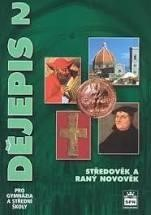 DĚJEPIS 2
PRO
GYMNÁZIA
A STŘEDNÍ
ŠKOLY
STŘEDOVĚK A
RANÝ NOVOVĚK
SPN